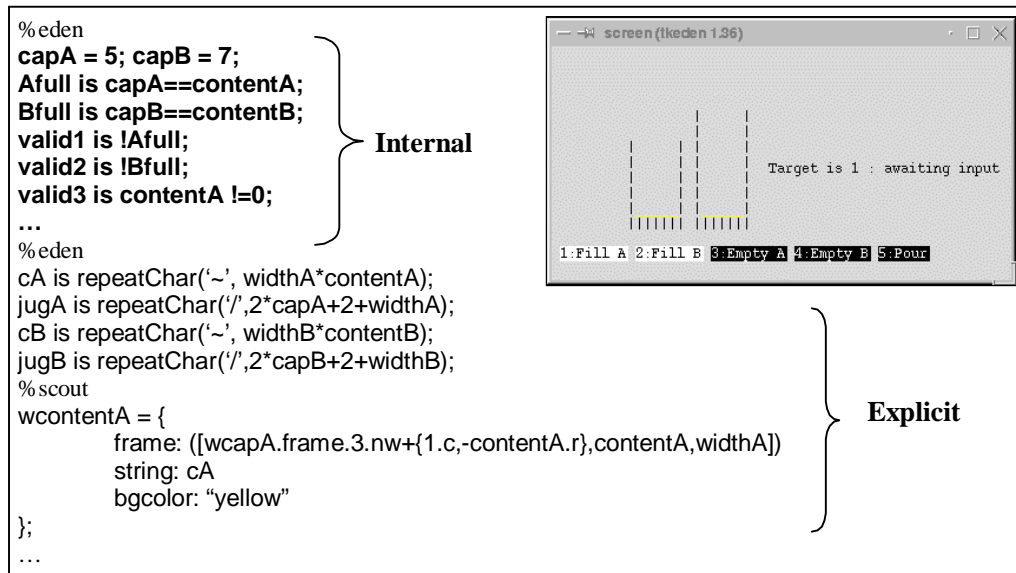 %eden
capA = 5; capB = 7;
Afull is capA==contentA;
Bfull is capB==contentB;
valid1 is !Afull;
valid2 is !Bfull;
valid3 is contentA !=0;
…
Internal
%eden
cA is repeatChar(‘~’, widthA*contentA);
jugA is repeatChar(‘/’,2*capA+2+widthA);
cB is repeatChar(‘~’, widthB*contentB);
jugB is repeatChar(‘/’,2*capB+2+widthB);
%scout
wcontentA = {
frame: ([wcapA.frame.3.nw+{1.c,-contentA.r},contentA,widthA])
string: cA
bgcolor: “yellow”
};
…
Explicit
screen (tkeden 1.36)
Target is 1 : awaiting input
1:Fill A 2:Fill B 3:Empty A 4:Empty B 5:Pour